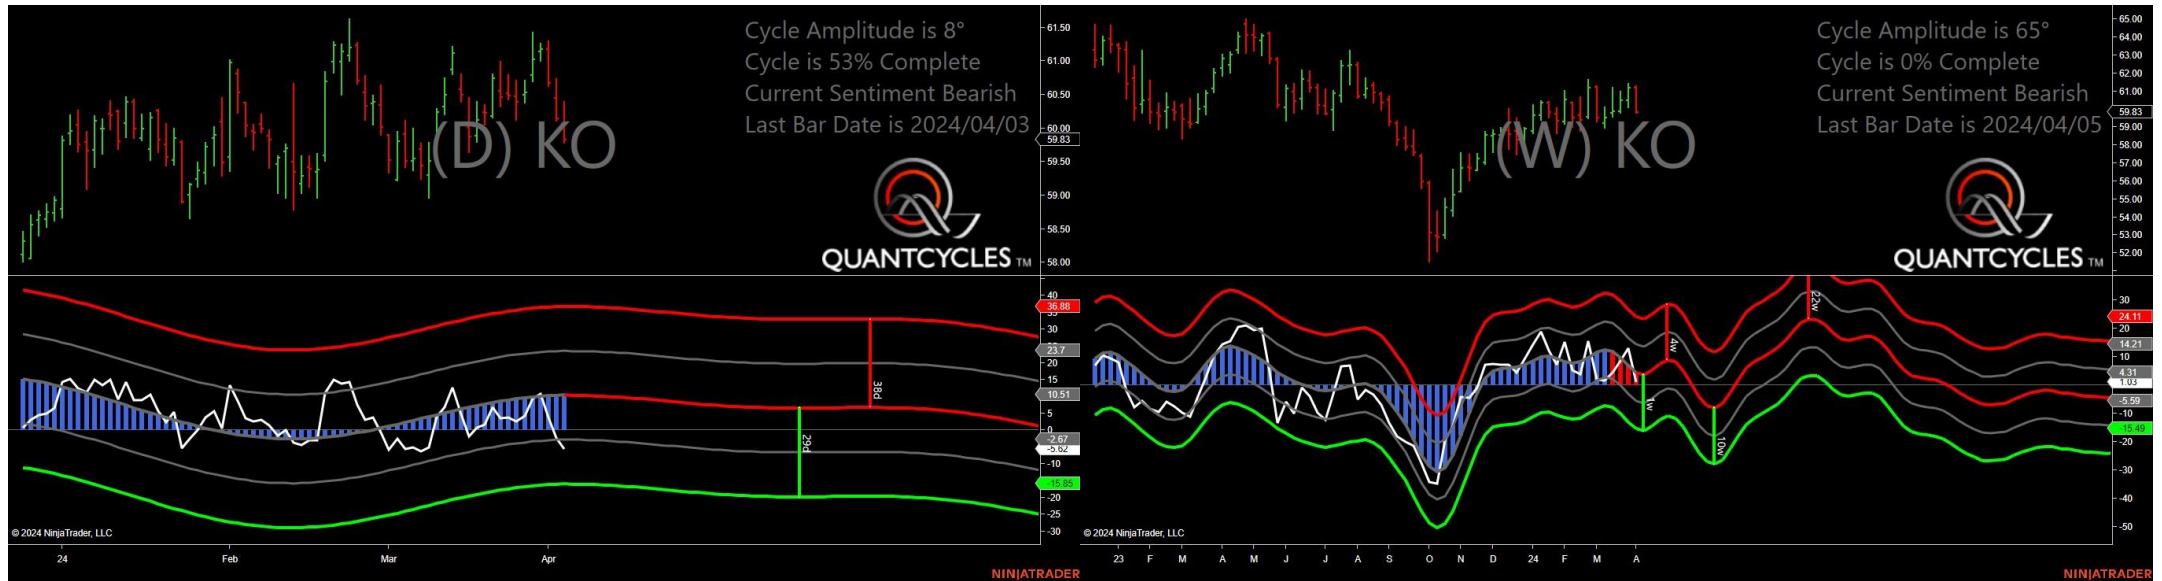 Cycle Amplitude is 8°
Cycle is 53% Complete
Current Sentiment Bearish
Last Bar Date is 2024/04/03
(D) KO
QUANTCYCLES TM
61.50
61.00
60.50
60.00
59.83
59.50
59.00
58.50
58.00
40
36.88
30
23.7
20
15
10.51
5
0
-2.67
-5.62
-10
-15.85
-20
-25
-30
38d
29d
© 2024 NinjaTrader, LLC
24
Feb
Mar
Apr
NINJATRADER
Cycle Amplitude is 65°
Cycle is 0% Complete
Current Sentiment Bearish
Last Bar Date is 2024/04/05
(W) KO
QUANTCYCLES TM
65.00
64.00
63.00
62.00
61.00
59.83
59.00
58.00
57.00
56.00
55.00
54.00
53.00
52.00
30
24.11
20
14.21
10
4.31
1.03
-5.59
-10
-15.49
-20
-30
-40
-50
4w
1w
10w
22w
© 2024 NinjaTrader, LLC
23
F
M
A
M
J
J
A
S
O
N
D
24
F
M
A
NINJATRADER